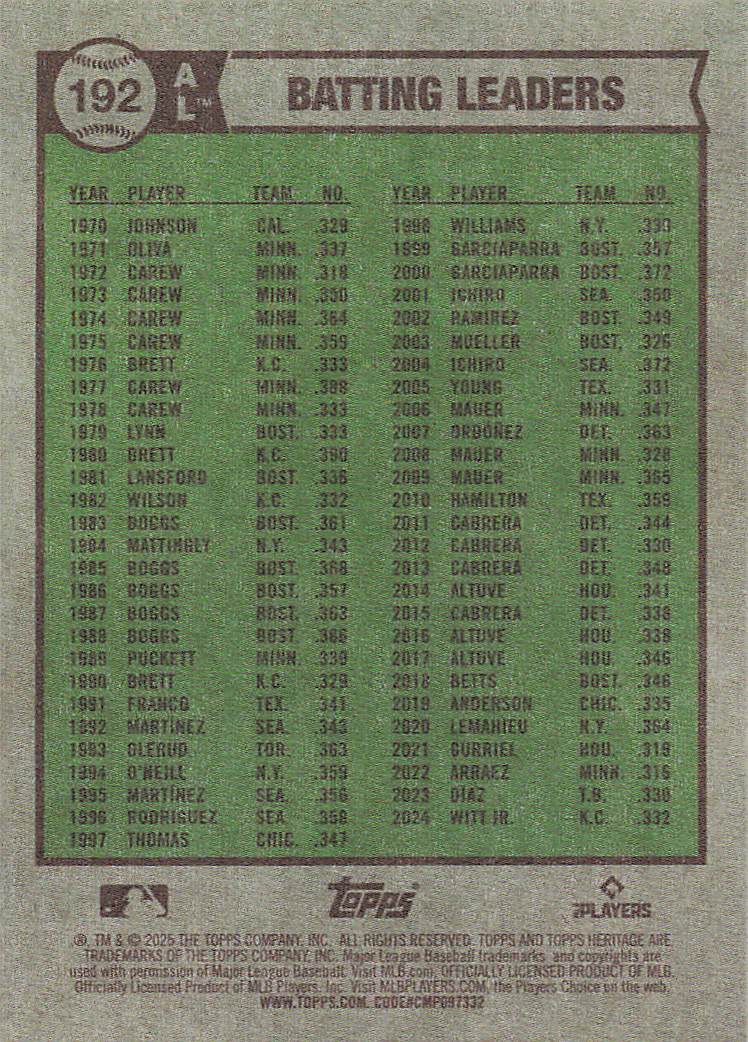 192
AL™
BATTING LEADERS
YEAR PLAYER TEAM NO.
1970 JOHNSON CAL. .329
1971 OLIVA MINN. .337
1972 CAREW MINN. .318
1973 CAREW MINN. .350
1974 CAREW MINN. .364
1975 CAREW MINN. .359
1976 BRETT K.C. .333
1977 CAREW MINN. .388
1978 CAREW MINN. .333
1979 LYNN BOST. .333
1980 BRETT K.C. .390
1981 LANSFORD BOST. .336
1982 WILSON K.C. .332
1983 BOGGS BOST. .361
1984 MATTINGLY N.Y. .343
1985 BOGGS BOST. .368
1986 BOGGS BOST. .357
1987 BOGGS BOST. .363
1988 BOGGS BOST. .366
1989 PUCKETT MINN. .339
1990 BRETT K.C. .329
1991 FRANCO TEX. .341
1992 MARTÍNEZ SEA. .343
1993 OLERUD TOR. .363
1994 O'NEILL N.Y. .359
1995 MARTÍNEZ SEA. .356
1996 RODRIGUEZ SEA. .358
1997 THOMAS CHIC. .347
YEAR PLAYER TEAM NO.
1998 WILLIAMS N.Y. .339
1999 GARCIAPARRA BOST. .357
2000 GARCIAPARRA BOST. .372
2001 ICHIRO SEA. .350
2002 RAMIREZ BOST. .349
2003 MUELLER BOST. .326
2004 ICHIRO SEA. .372
2005 YOUNG TEX. .331
2006 MAUER MINN. .347
2007 ORDOÑEZ DET. .363
2008 MAUER MINN. .328
2009 MAUER MINN. .365
2010 HAMILTON TEX. .359
2011 CABRERA DET. .344
2012 CABRERA DET. .330
2013 CABRERA DET. .348
2014 ALTUVE HOU. .341
2015 CABRERA DET. .338
2016 ALTUVE HOU. .338
2017 ALTUVE HOU. .346
2018 BETTS BOST. .346
2019 ANDERSON CHIC. .335
2020 LEMAHIEU N.Y. .364
2021 GURRIEL HOU. .319
2022 ARRAEZ MINN. .316
2023 DÍAZ T.B. .330
2024 WITT JR. K.C. .332
Topps®
PLAYERS
®, TM & © 2025 THE TOPPS COMPANY, INC. ALL RIGHTS RESERVED. TOPPS AND TOPPS HERITAGE ARE
TRADEMARKS OF THE TOPPS COMPANY, INC. Major League Baseball trademarks and copyrights are
used with permission of Major League Baseball. Visit MLB.com. OFFICIALLY LICENSED PRODUCT OF MLB
Officially Licensed Product of MLB Players, Inc. Visit MLBPLAYERS.COM, the Players Choice on the web.
WWW.TOPPS.COM. CODE#CMP097332